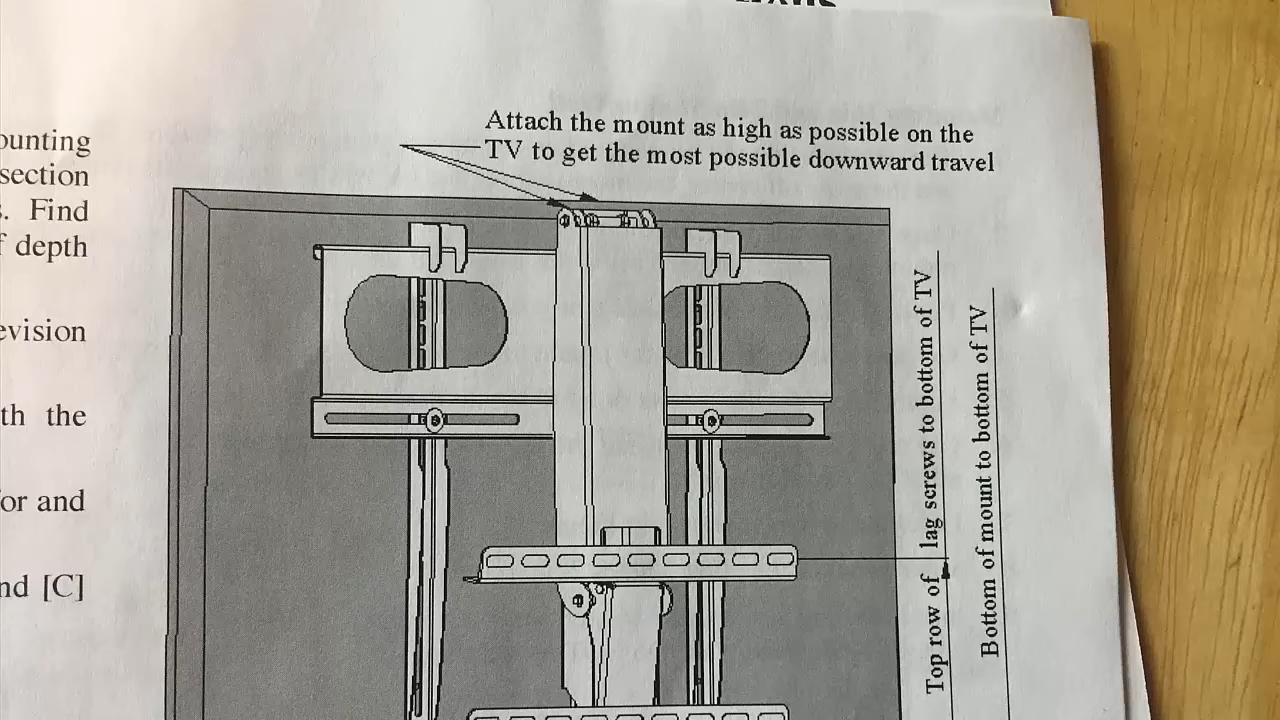 ounting
section
. Find
depth
evision
th the
or and
nd [C]
Attach the mount as high as possible on the
TV to get the most possible downward travel
Top row of lag screws to bottom of TV
Bottom of mount to bottom of TV